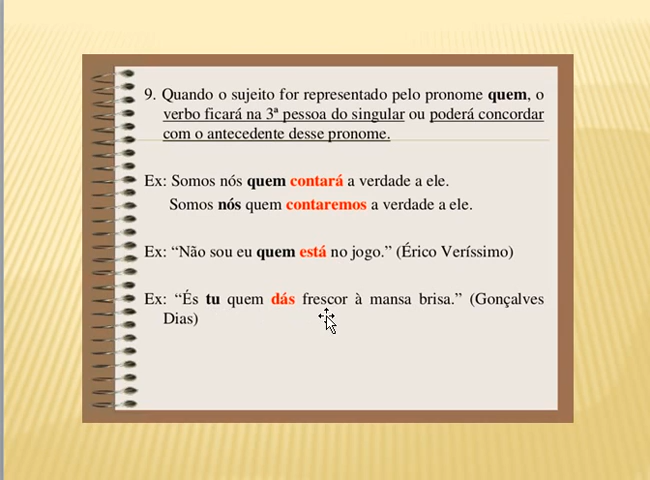 9. Quando o sujeito for representado pelo pronome quem, o
verbo ficará na 3ª pessoa do singular ou poderá concordar
com o antecedente desse pronome.
Ex: Somos nós quem contará a verdade a ele.
Somos nós quem contaremos a verdade a ele.
Ex: “Não sou eu quem está no jogo.” (Érico Veríssimo)
Ex: “És tu quem dás frescor à mansa brisa.” (Gonçalves
Dias)